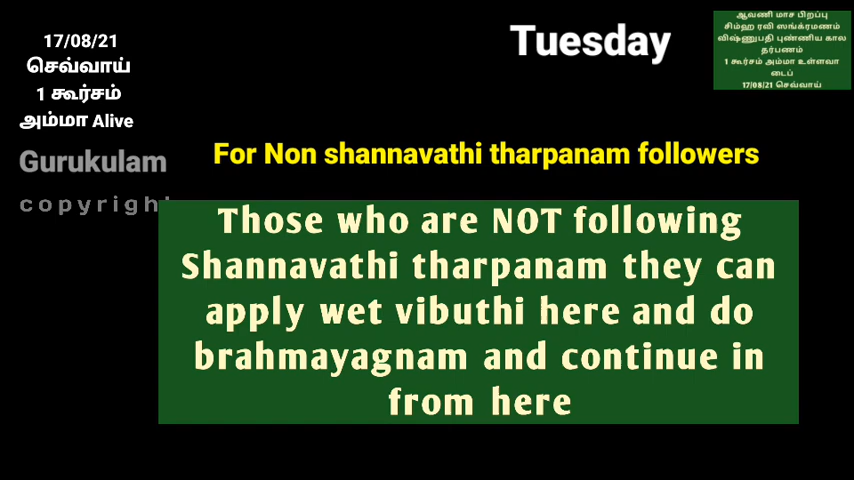 17/08/21
செவ்வாய்
1 கூர்சம்
அம்மா Alive
Gurukulam
copyright
Tuesday
ஆவணி மாச பிறப்பு
சிம்ஹ ரவி ஸங்க்ரமணம்
விஷ்ணுபதி புண்ணிய கால
தர்பணம்
1 கூர்சம் அம்மா உள்ளவா
டைப்
17/08/21 செவ்வாய்
For Non shannavathi tharpanam followers
Those who are NOT following
Shannavathi tharpanam they can
apply wet vibuthi here and do
brahmayagnam and continue in
from here